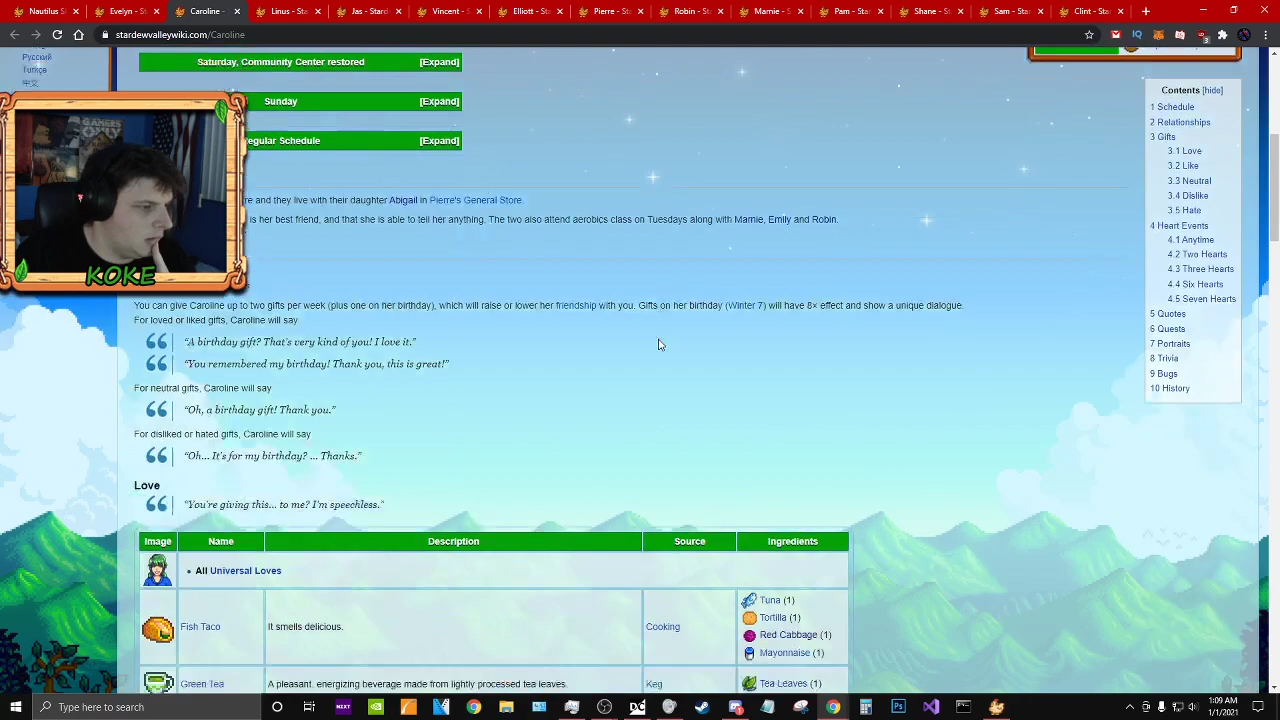 Nautilus S
Evelyn - S
Caroline -
Linus - Sta
Jas - Stard
Vincent - S
Elliott - Ste
Pierre - Ste
Robin - Sta
Marnie - S
Pam - Star
Shane - St
Sam - Star
Clint - Star
stardewvalleywiki.com/Caroline
Русский
Türkçe
中文
Saturday, Community Center restored [Expand]
Sunday [Expand]
egular Schedule [Expand]
re and they live with their daughter Abigail in Pierre's General Store.
is her best friend, and that she is able to tell her anything. The two also attend aerobics class on Tuesdays along with Marnie, Emily and Robin.
GAMERS ONLY
KOKE
You can give Caroline up to two gifts per week (plus one on her birthday), which will raise or lower her friendship with you. Gifts on her birthday (Winter 7) will have 8× effect and show a unique dialogue.
For loved or liked gifts, Caroline will say
“A birthday gift? That's very kind of you! I love it.”
“You remembered my birthday! Thank you, this is great!”
For neutral gifts, Caroline will say
“Oh, a birthday gift! Thank you.”
For disliked or hated gifts, Caroline will say
“Oh... It's for my birthday? ... Thanks.”
Love
“You're giving this... to me? I'm speechless.”
Image Name Description Source Ingredients
• All Universal Loves
Fish Taco It smells delicious. Cooking
Tuna (1)
Tortilla (1)
Red Cabbage (1)
Mayonnaise (1)
Green Tea A pleasant, energizing beverage made from lightly processed tea leaves. Keg Tea Leaves (1)
Contents [hide]
1 Schedule
2 Relationships
3 Gifts
3.1 Love
3.2 Like
3.3 Neutral
3.4 Dislike
3.5 Hate
4 Heart Events
4.1 Anytime
4.2 Two Hearts
4.3 Three Hearts
4.4 Six Hearts
4.5 Seven Hearts
5 Quotes
6 Quests
7 Portraits
8 Trivia
9 Bugs
10 History
Type here to search
1:09 AM
1/1/2021